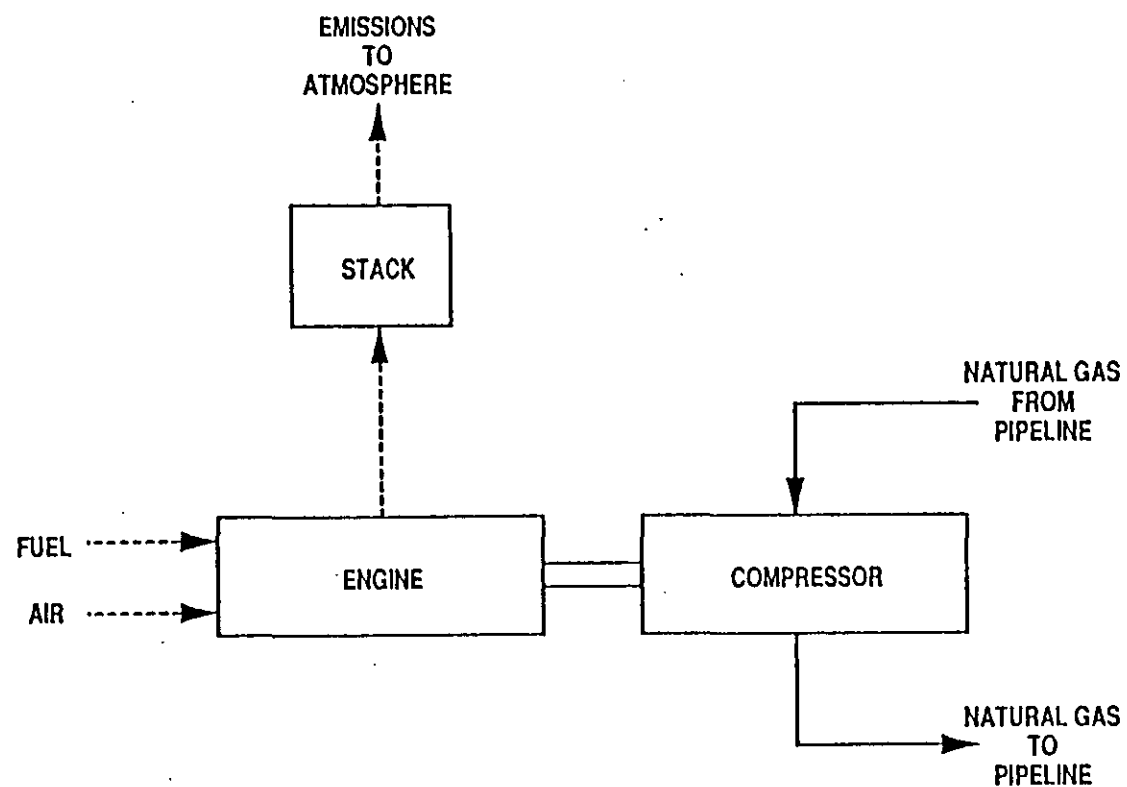 EMISSIONS
TO
ATMOSPHERE
STACK
NATURAL GAS
FROM
PIPELINE
FUEL
ENGINE
COMPRESSOR
AIR
NATURAL GAS
TO
PIPELINE